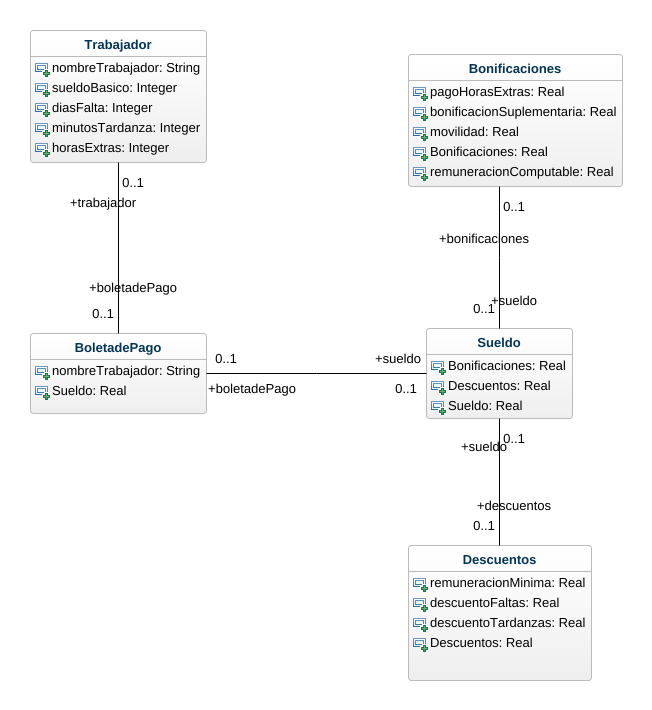 Trabajador
nombreTrabajador: String
sueldoBasico: Integer
diasFalta: Integer
minutosTardanza: Integer
horasExtras: Integer
0..1
+trabajador
+boletadePago
0..1
BoletadePago
nombreTrabajador: String
Sueldo: Real
0..1
+boletadePago
+sueldo
0..1
Bonificaciones
pagoHorasExtras: Real
bonificacionSuplementaria: Real
movilidad: Real
Bonificaciones: Real
remuneracionComputable: Real
0..1
+bonificaciones
+sueldo
0..1
Sueldo
Bonificaciones: Real
Descuentos: Real
Sueldo: Real
0..1
+sueldo
+descuentos
0..1
Descuentos
remuneracionMinima: Real
descuentoFaltas: Real
descuentoTardanzas: Real
Descuentos: Real